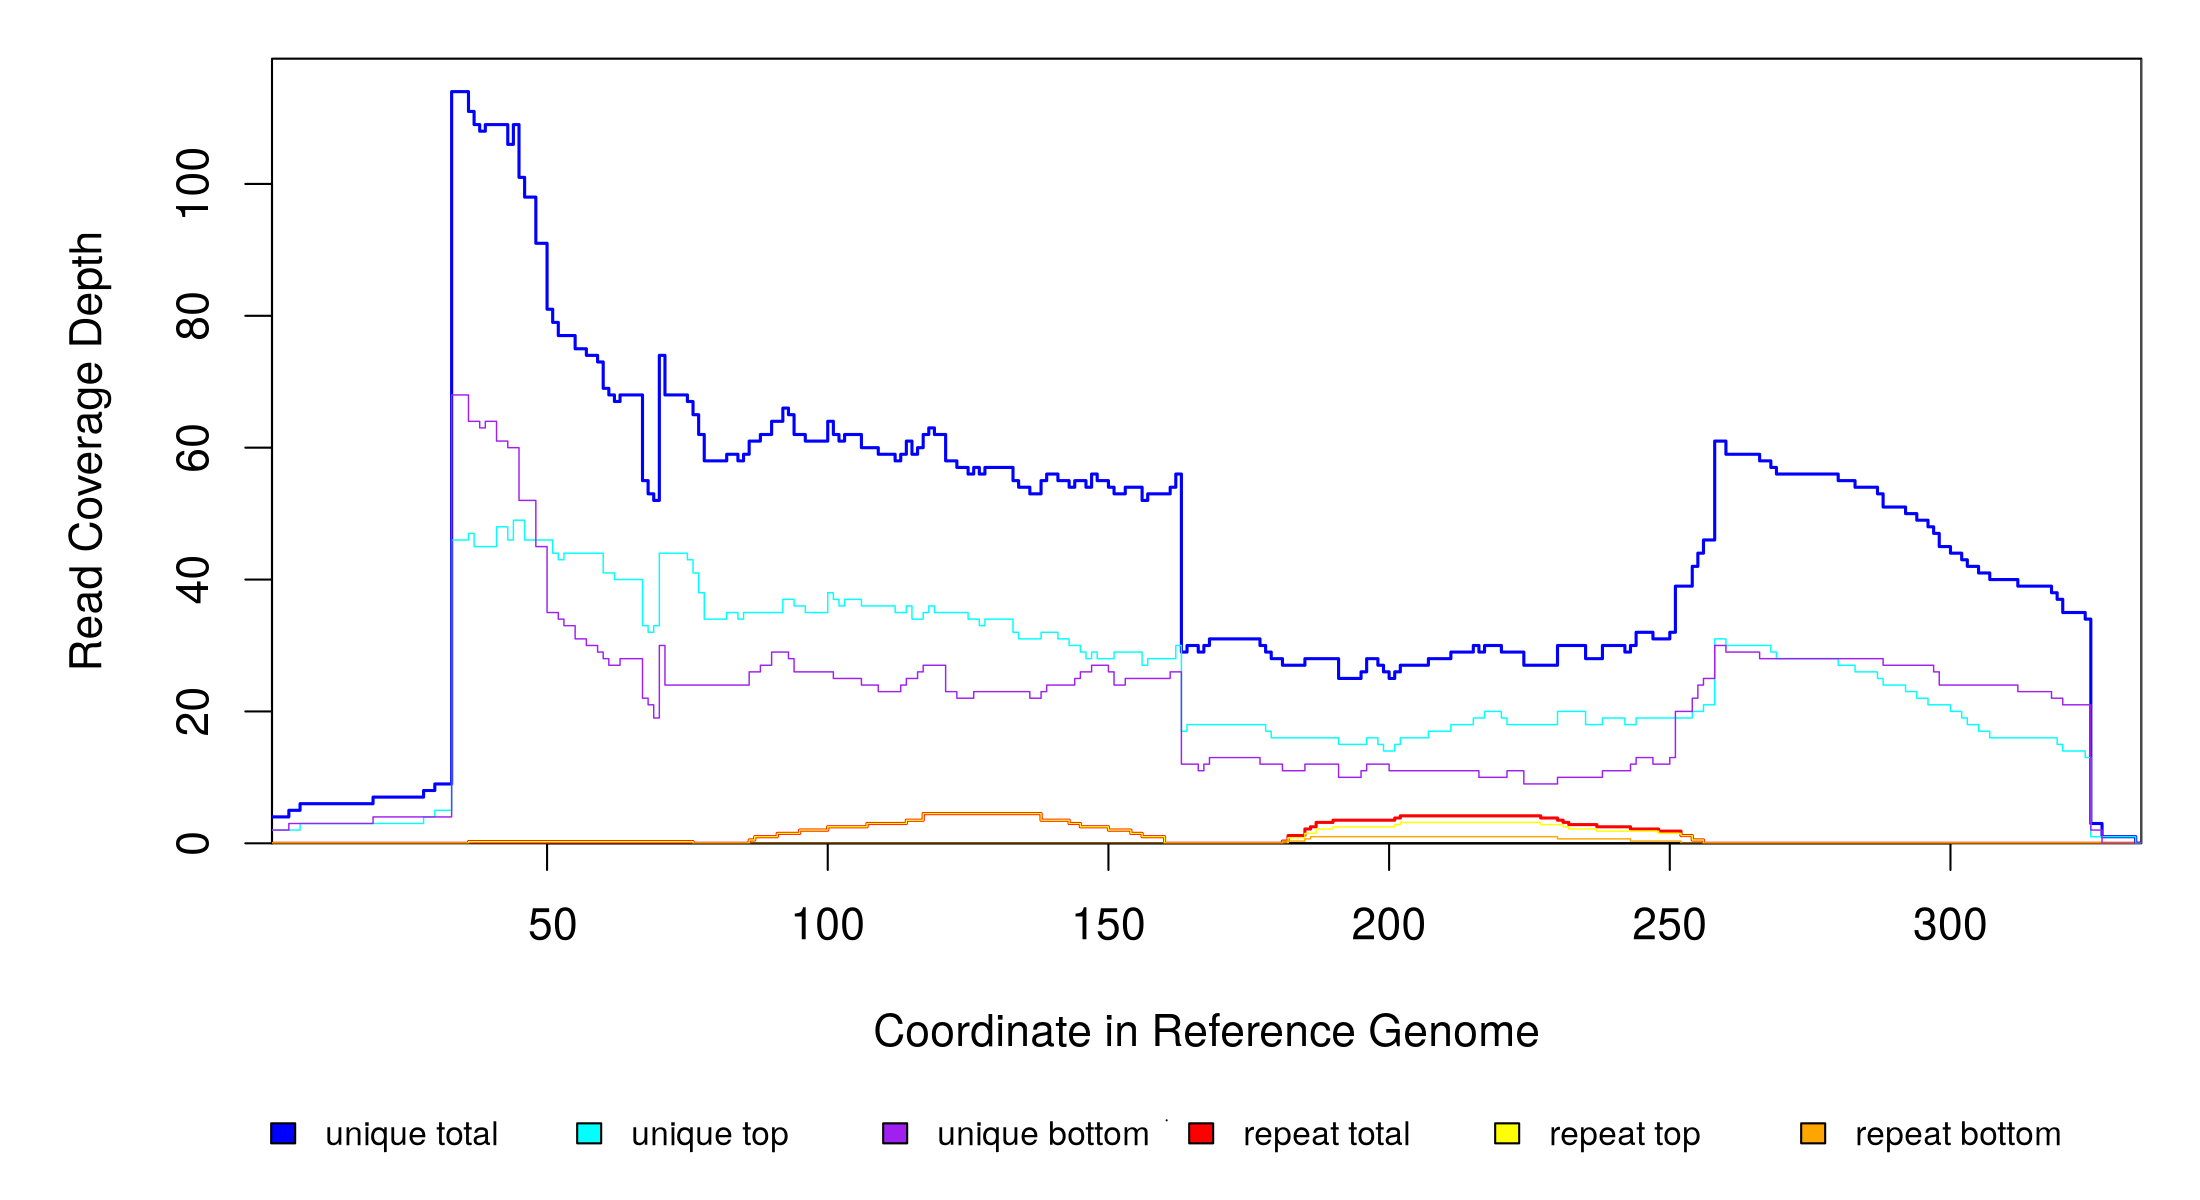 Read Coverage Depth
100
80
60
40
20
0
50 100 150 200 250 300
Coordinate in Reference Genome
unique total unique top unique bottom repeat total repeat top repeat bottom